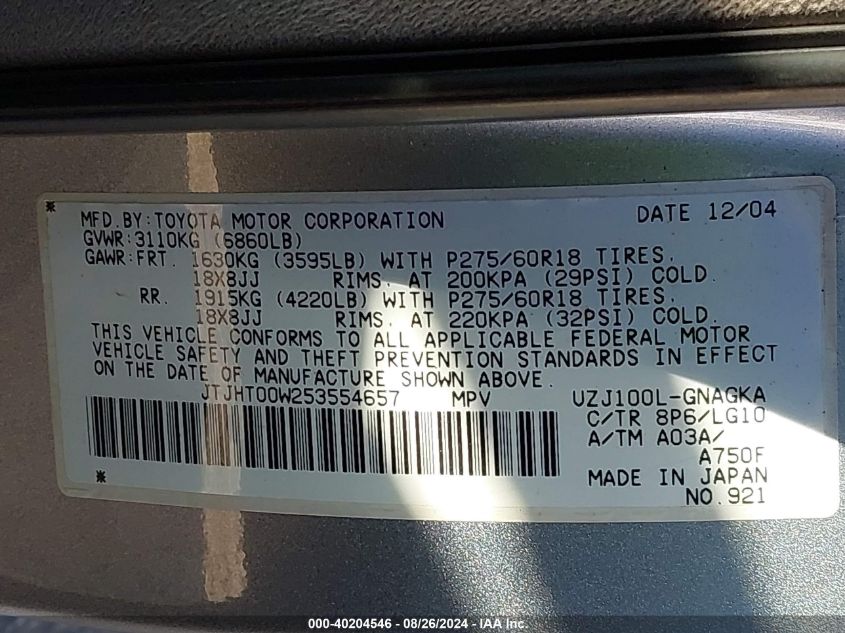 MFD.BY:TOYOTA MOTOR CORPORATION DATE 12/04
GVWR:3110KG (6860LB)
GAWR:FRT. 1630KG (3595LB) WITH P275/60R18 TIRES,
18X8JJ RIMS, AT 200KPA (29PSI) COLD.
RR. 1915KG (4220LB) WITH P275/60R18 TIRES,
18X8JJ RIMS, AT 220KPA (32PSI) COLD.
THIS VEHICLE CONFORMS TO ALL APPLICABLE FEDERAL MOTOR
VEHICLE SAFETY AND THEFT PREVENTION STANDARDS IN EFFECT
ON THE DATE OF MANUFACTURE SHOWN ABOVE.
JTJHT00W253554657 MPV UZJ100L-GNAGKA
C/TR 8P6/LG10
A/TM A03A/
A750F
MADE IN JAPAN
NO.921
000-40204546 - 08/26/2024 - IAA Inc.